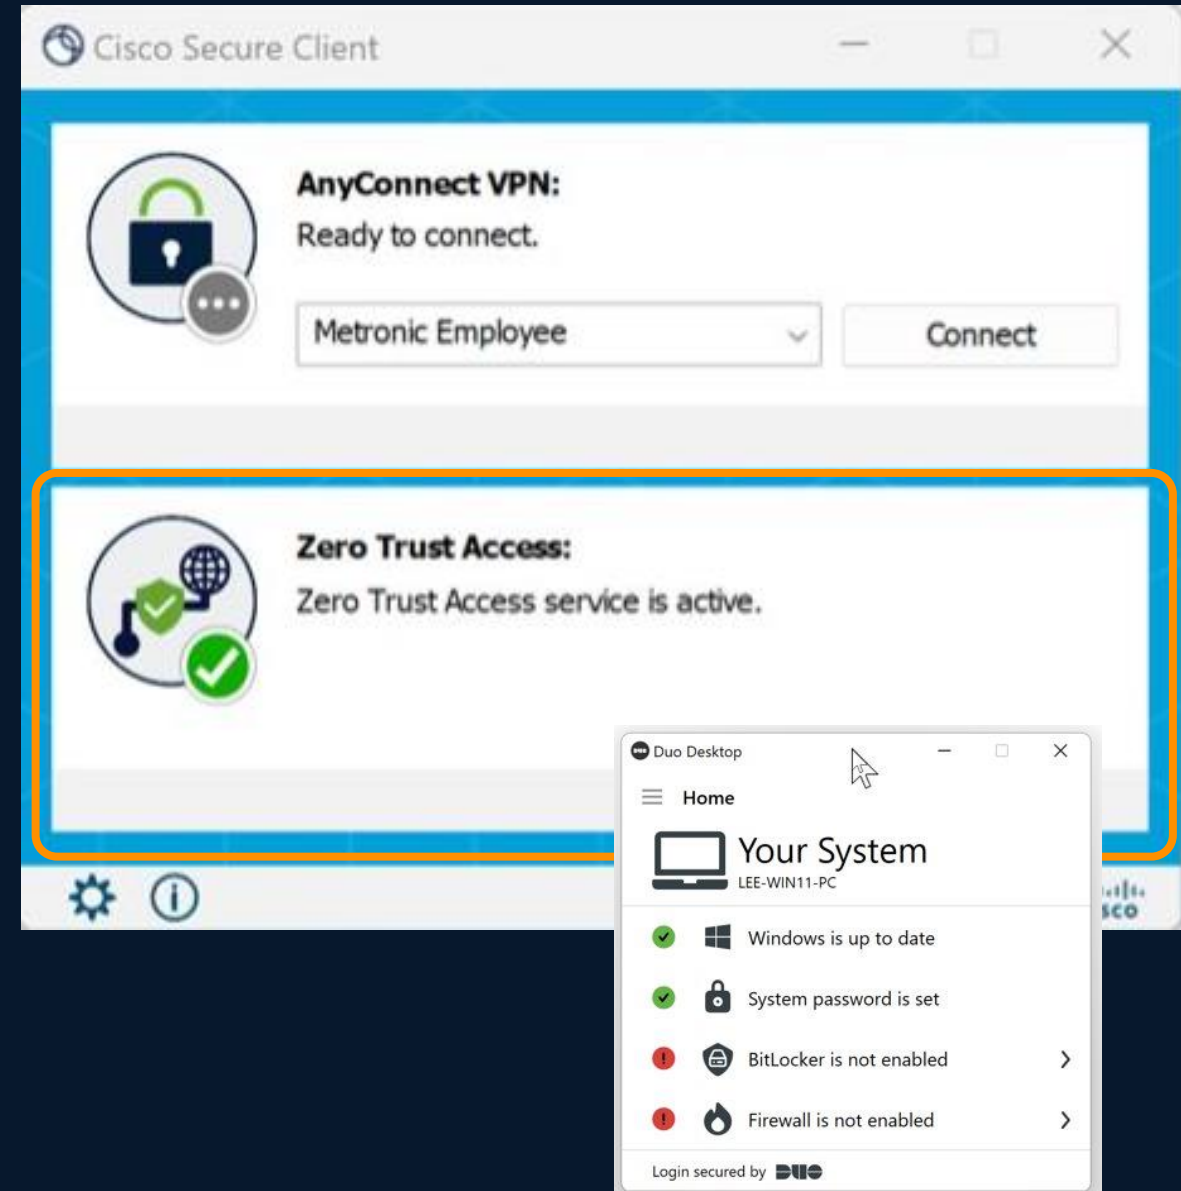 Cisco Secure Client
AnyConnect VPN:
Ready to connect.
Metronic Employee
Connect
Zero Trust Access:
Zero Trust Access service is active.
Duo Desktop
Home
Your System
LEE-WIN11-PC
Windows is up to date
System password is set
BitLocker is not enabled
Firewall is not enabled
Login secured by DUO